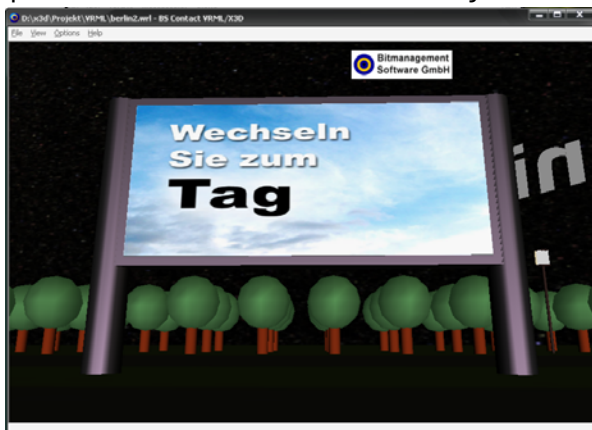 D:\x3d\Projekt\VRML\berlin2.wrl - BS Contact VRML/X3D
File View Options Help
Bitmanagement
Software GmbH
Wechseln
Sie zum
Tag
in